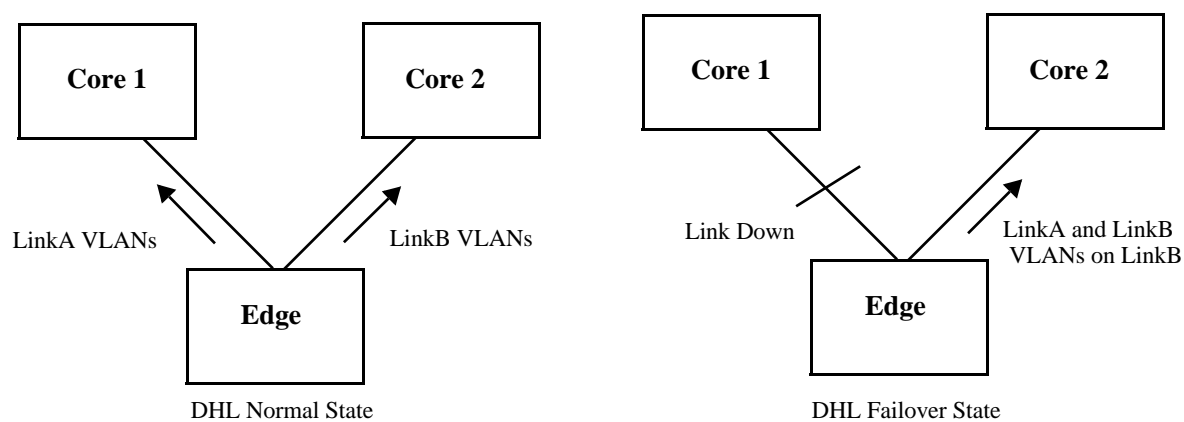 Core 1
Core 2
LinkA VLANs
LinkB VLANs
Edge
DHL Normal State
Core 1
Core 2
Link Down
LinkA and LinkB
VLANs on LinkB
Edge
DHL Failover State